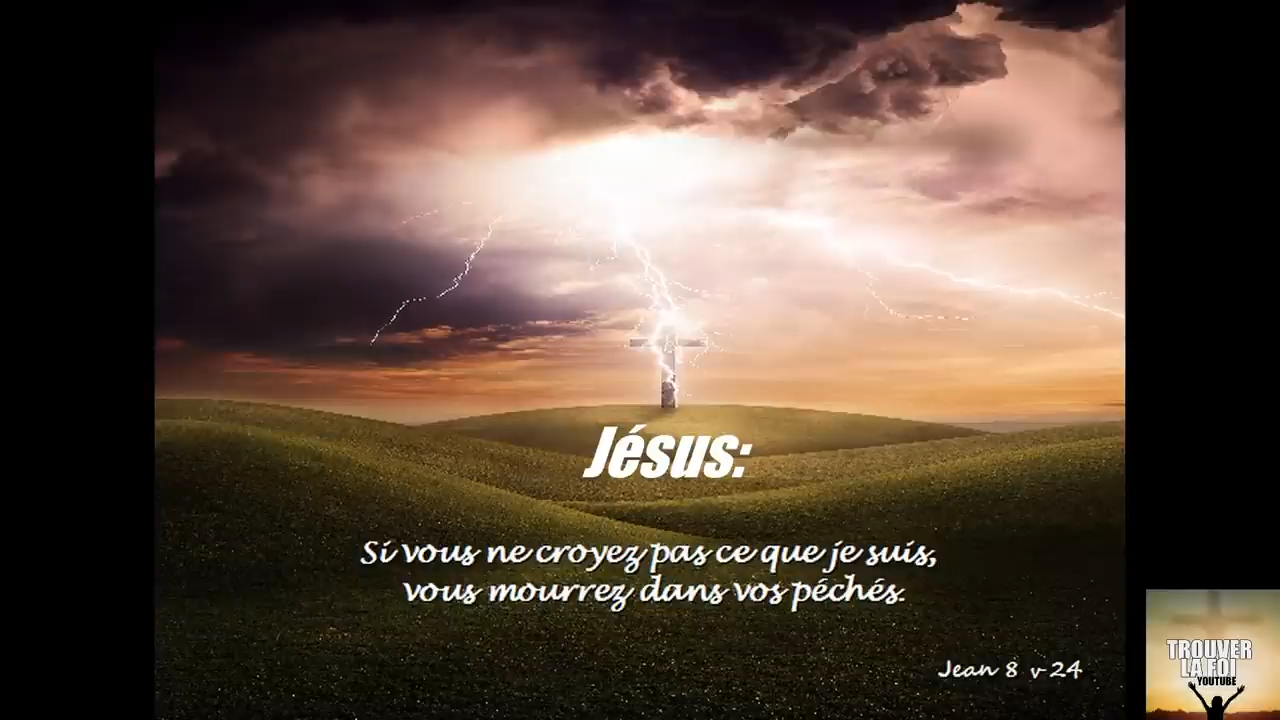 Jésus:
Si vous ne croyez pas ce que je suis,
vous mourrez dans vos péchés.
Jean 8 v 24
TROUVER
LA FOI
YOUTUBE